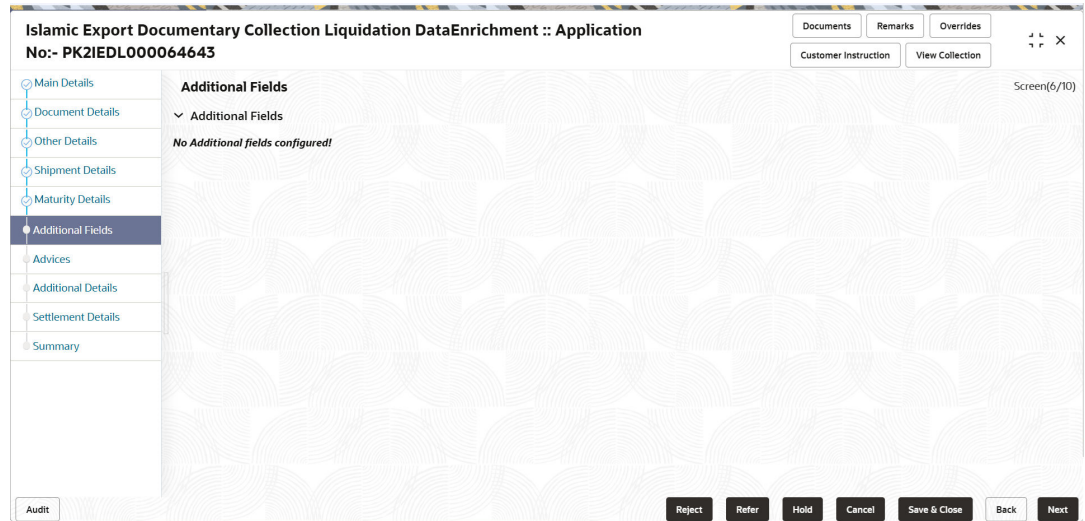 Islamic Export Documentary Collection Liquidation DataEnrichment :: Application
No:- PK2IEDL000064643
Documents
Remarks
Overrides
Customer Instruction
View Collection
Main Details
Document Details
Other Details
Shipment Details
Maturity Details
Additional Fields
Advices
Additional Details
Settlement Details
Summary
Additional Fields
Screen(6/10)
Additional Fields
No Additional fields configured!
Audit
Reject
Refer
Hold
Cancel
Save & Close
Back
Next